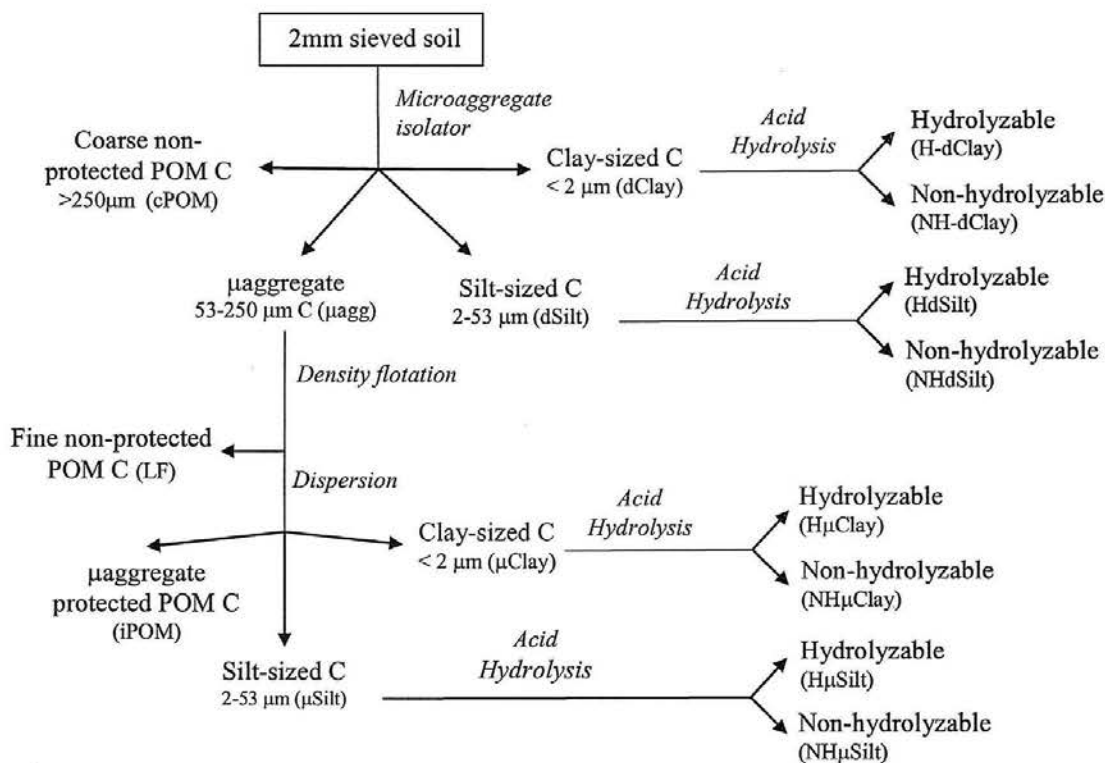 2mm sieved soil
Microaggregate
isolator
Coarse non-
protected POM C
>250μm (cPOM)
Clay-sized C
< 2 μm (dClay)
Acid
Hydrolysis
Hydrolyzable
(H-dClay)
Non-hydrolyzable
(NH-dClay)
μaggregate
53-250 μm C (μagg)
Silt-sized C
2-53 μm (dSilt)
Acid
Hydrolysis
Hydrolyzable
(HdSilt)
Non-hydrolyzable
(NHdSilt)
Density flotation
Fine non-protected
POM C (LF)
Dispersion
μaggregate
protected POM C
(iPOM)
Clay-sized C
< 2 μm (μClay)
Acid
Hydrolysis
Hydrolyzable
(HμClay)
Non-hydrolyzable
(NHμClay)
Silt-sized C
2-53 μm (μSilt)
Acid
Hydrolysis
Hydrolyzable
(HμSilt)
Non-hydrolyzable
(NHμSilt)